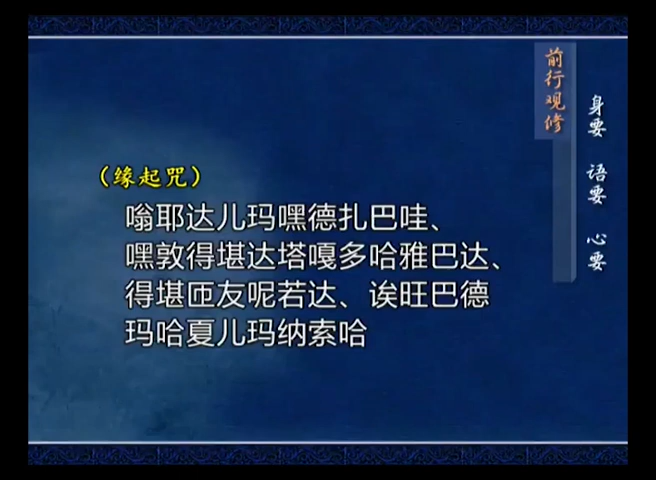 前行观修
身要 语要 心要
（缘起咒）
嗡耶达儿玛嘿德扎巴哇、
嘿敦得堪达塔嘎多哈雅巴达、
得堪匝友呢若达、诶旺巴德
玛哈夏儿玛纳索哈